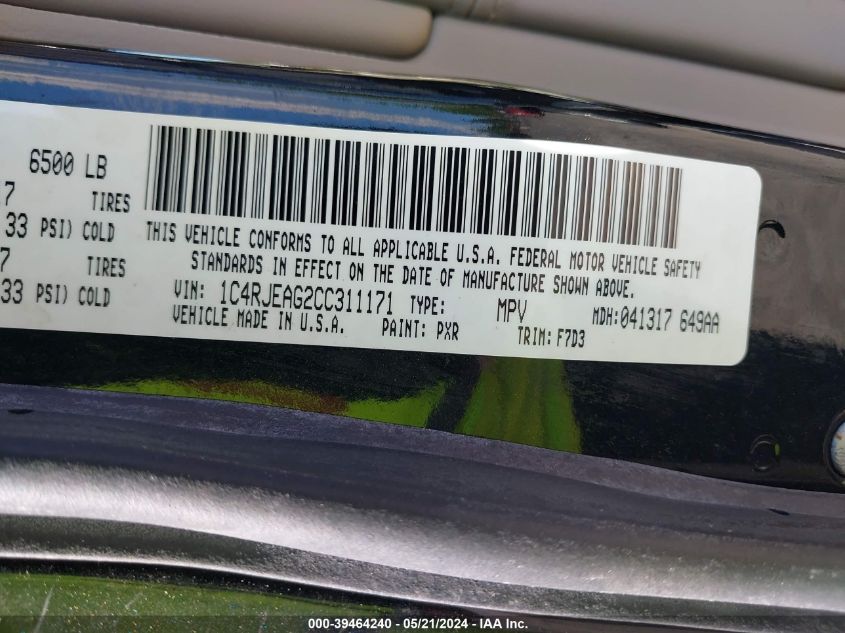 6500 LB
7 TIRES
33 PSI) COLD
7 TIRES
33 PSI) COLD
THIS VEHICLE CONFORMS TO ALL APPLICABLE U.S.A. FEDERAL MOTOR VEHICLE SAFETY
STANDARDS IN EFFECT ON THE DATE OF MANUFACTURE SHOWN ABOVE.
VIN: 1C4RJEAG2CC311171 TYPE: MPV MDH:041317 649AA
VEHICLE MADE IN U.S.A. PAINT: PXR TRIM: F7D3
000-39464240 - 05/21/2024 - IAA Inc.